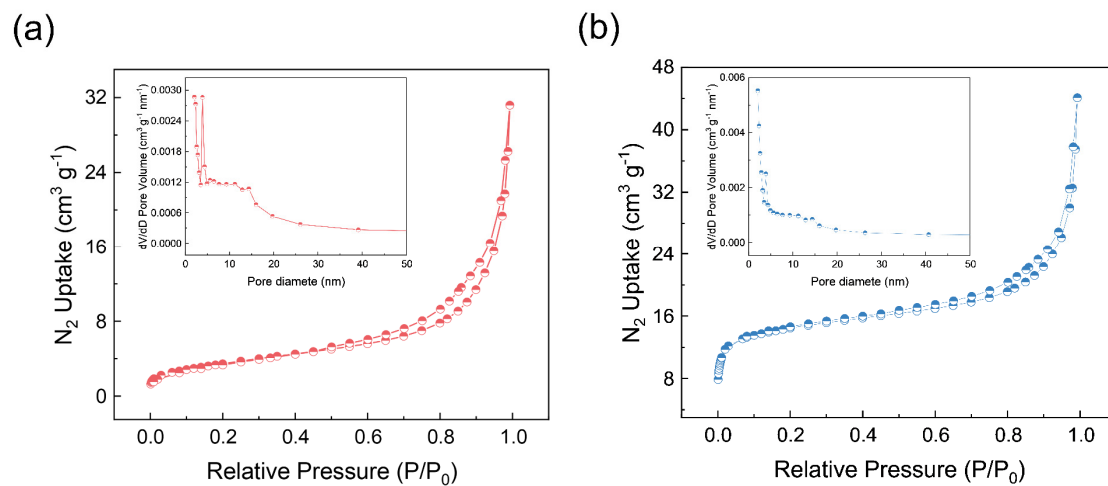 (a)
(b)
N₂ Uptake (cm³ g⁻¹)
32
24
16
8
0
0.0 0.2 0.4 0.6 0.8 1.0
Relative Pressure (P/P₀)
dV/dD Pore Volume (cm³ g⁻¹ nm⁻¹)
0.0030
0.0024
0.0018
0.0012
0.0006
0.0000
0 10 20 30 40 50
Pore diamete (nm)
N₂ Uptake (cm³ g⁻¹)
48
40
32
24
16
8
0.0 0.2 0.4 0.6 0.8 1.0
Relative Pressure (P/P₀)
dV/dD Pore Volume (cm³ g⁻¹ nm⁻¹)
0.006
0.004
0.002
0.000
0 10 20 30 40 50
Pore diamete (nm)